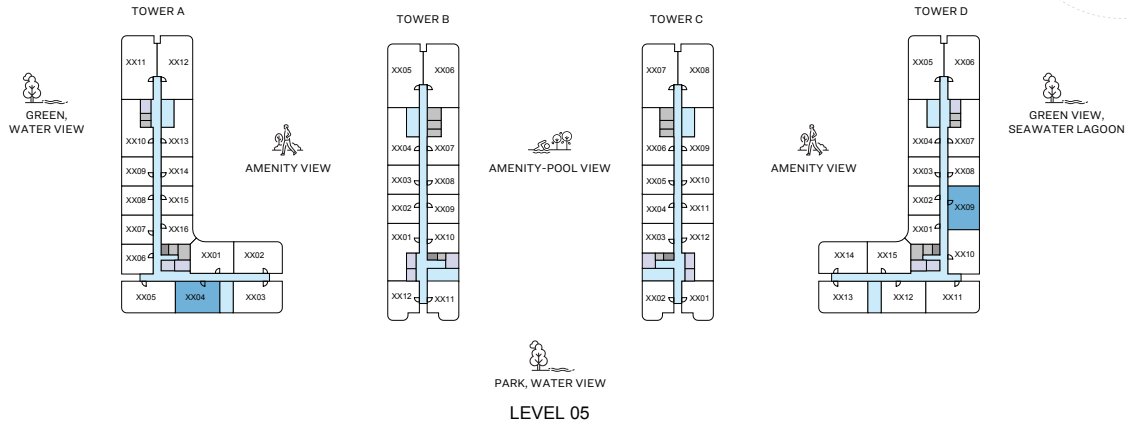 TOWER A
TOWER B
TOWER C
TOWER D
XX11 XX12
XX10 XX13
XX09 XX14
XX08 XX15
XX07 XX16
XX06 XX01 XX02
XX05 XX04 XX03
XX05 XX06
XX04 XX07
XX03 XX08
XX02 XX09
XX01 XX10
XX12 XX11
XX07 XX08
XX06 XX09
XX05 XX10
XX04 XX11
XX03 XX12
XX02 XX01
XX05 XX06
XX04 XX07
XX03 XX08
XX02 XX09
XX01
XX14 XX15 XX10
XX13 XX12 XX11
GREEN,
WATER VIEW
AMENITY VIEW
AMENITY-POOL VIEW
AMENITY VIEW
GREEN VIEW,
SEAWATER LAGOON
PARK, WATER VIEW
LEVEL 05